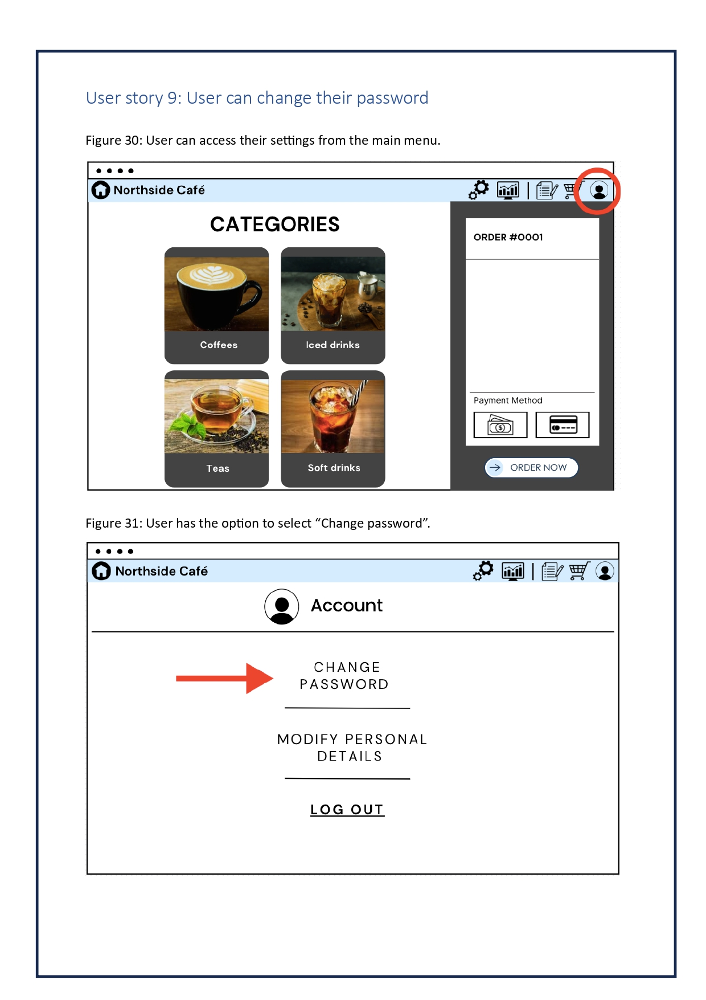 User story 9: User can change their password
Figure 30: User can access their settings from the main menu.
Northside Café
CATEGORIES
Coffees
Iced drinks
Teas
Soft drinks
ORDER #0001
Payment Method
ORDER NOW
Figure 31: User has the option to select “Change password”.
Northside Café
Account
CHANGE
PASSWORD
MODIFY PERSONAL
DETAILS
LOG OUT